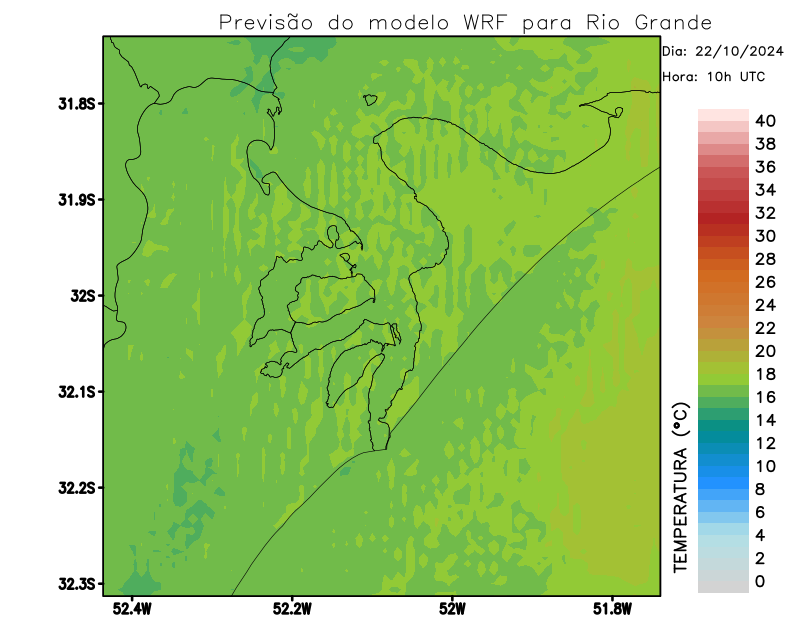 Previsão do modelo WRF para Rio Grande
Dia: 22/10/2024
Hora: 10h UTC
31.8S
31.9S
32S
32.1S
32.2S
32.3S
52.4W
52.2W
52W
51.8W
TEMPERATURA (°C)
40
38
36
34
32
30
28
26
24
22
20
18
16
14
12
10
8
6
4
2
0